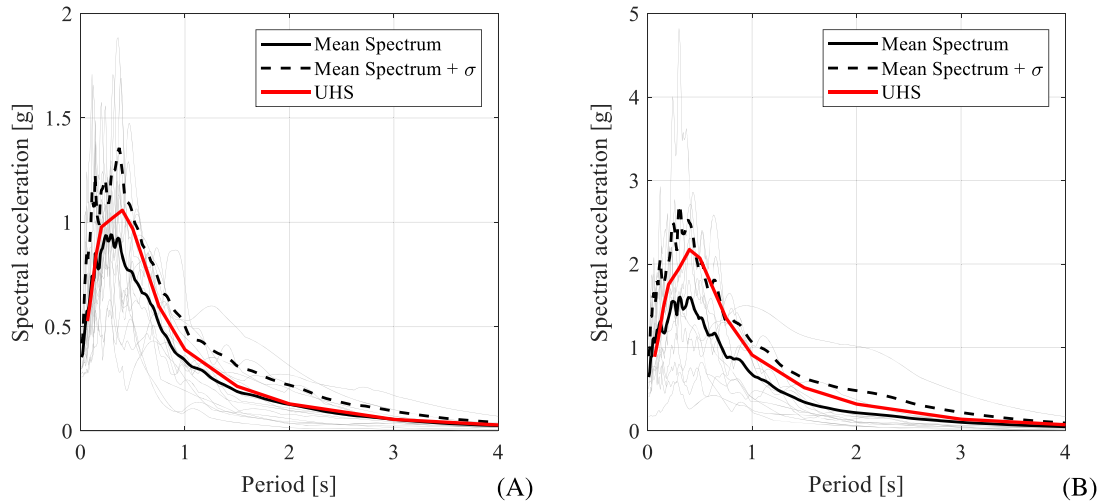 2
1.5
1
0.5
0
Spectral acceleration [g]
Mean Spectrum
Mean Spectrum + σ
UHS
0 1 2 3 4
Period [s]
(A)
5
4
3
2
1
0
Spectral acceleration [g]
Mean Spectrum
Mean Spectrum + σ
UHS
0 1 2 3 4
Period [s]
(B)